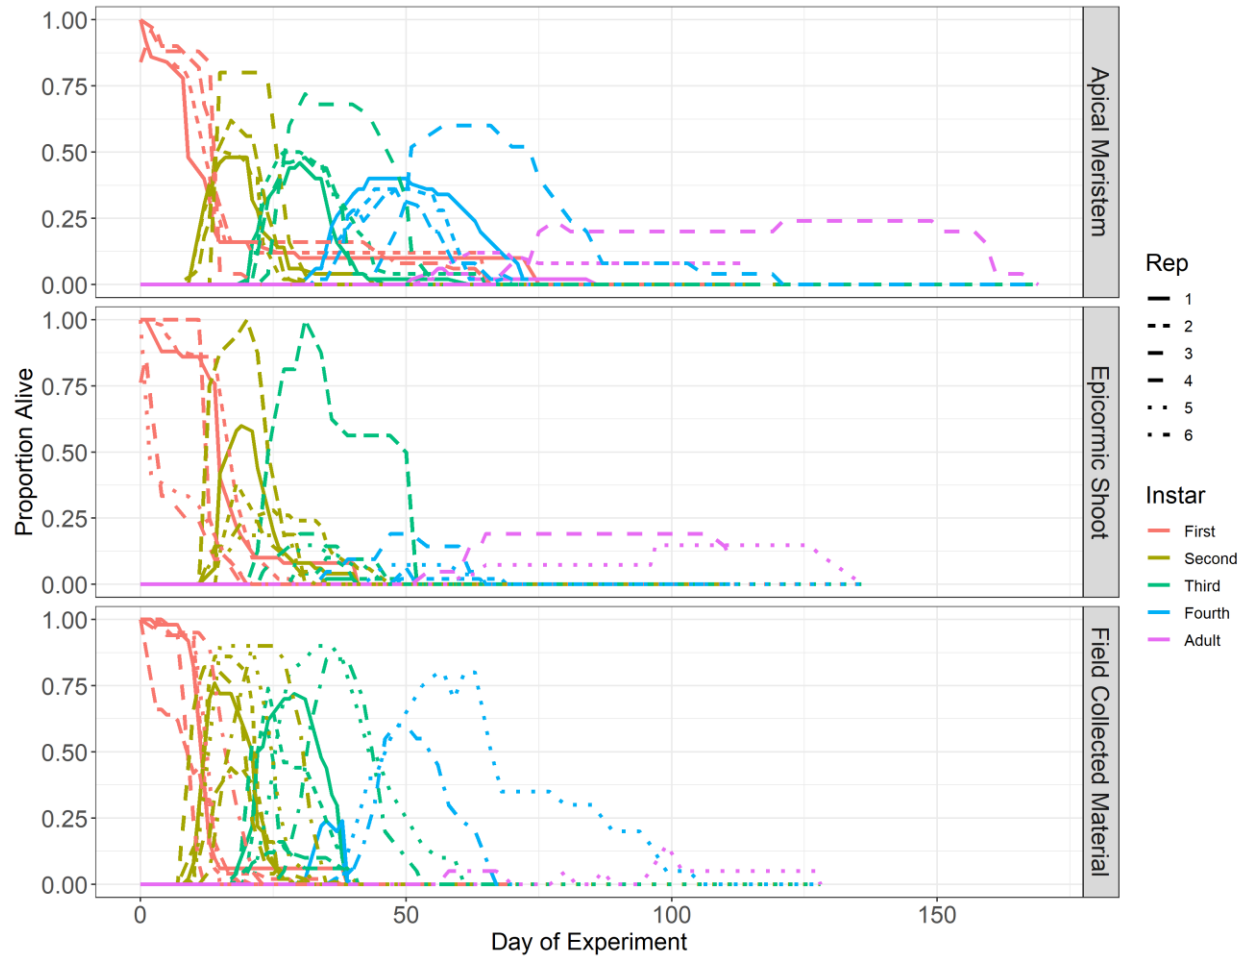 1.00
0.75
0.50
0.25
0.00
Apical Meristem
1.00
0.75
0.50
0.25
0.00
Epicormic Shoot
1.00
0.75
0.50
0.25
0.00
Field Collected Material
Proportion Alive
0
50
100
150
Day of Experiment
Rep
1
2
3
4
5
6
Instar
First
Second
Third
Fourth
Adult